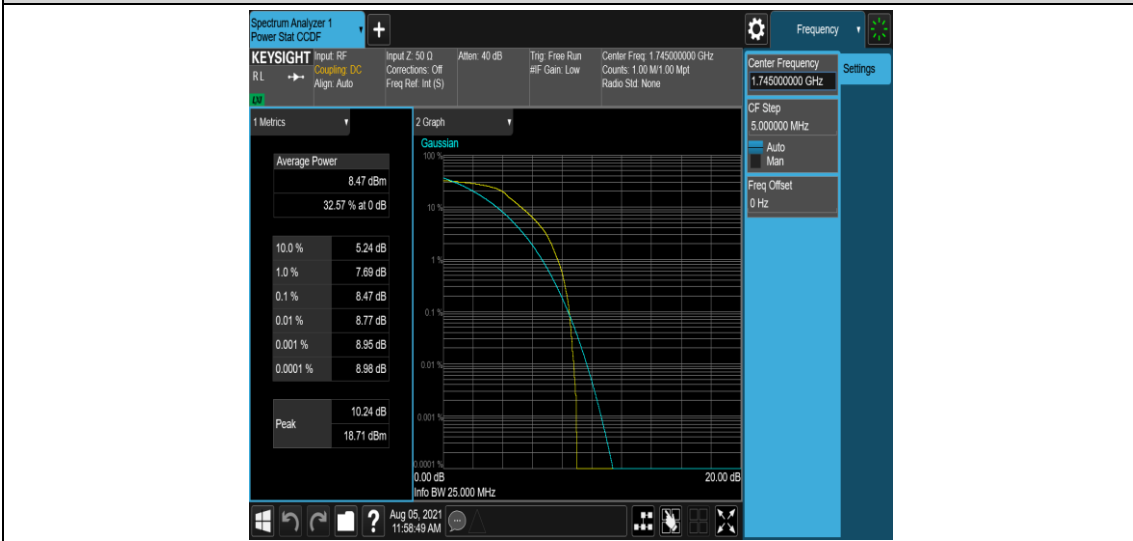 Spectrum Analyzer 1
Power Stat CCDF
+
Frequency
KEYSIGHT
R L
LXI
Input: RF
Coupling: DC
Align: Auto
Input Z: 50 Ω
Corrections: Off
Freq Ref: Int (S)
Atten: 40 dB
Trig: Free Run
#IF Gain: Low
Center Freq: 1.745000000 GHz
Counts: 1.00 M/1.00 Mpt
Radio Std: None
Center Frequency
1.745000000 GHz
Settings
CF Step
5.000000 MHz
Auto
Man
Freq Offset
0 Hz
1 Metrics
Average Power
8.47 dBm
32.57 % at 0 dB
10.0 % 5.24 dB
1.0 % 7.69 dB
0.1 % 8.47 dB
0.01 % 8.77 dB
0.001 % 8.95 dB
0.0001 % 8.98 dB
Peak
10.24 dB
18.71 dBm
2 Graph
Gaussian
100 %
10 %
1 %
0.1 %
0.01 %
0.001 %
0.0001 %
0.00 dB 20.00 dB
Info BW 25.000 MHz
?
Aug 05, 2021
11:58:49 AM